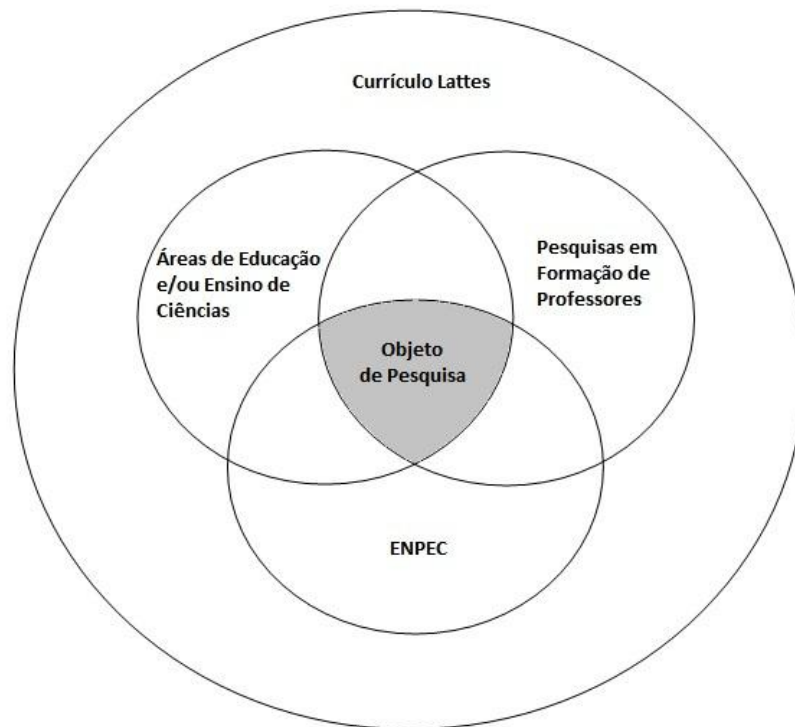 Currículo Lattes
Áreas de Educação
e/ou Ensino de
Ciências
Pesquisas em
Formação de
Professores
Objeto
de Pesquisa
ENPEC